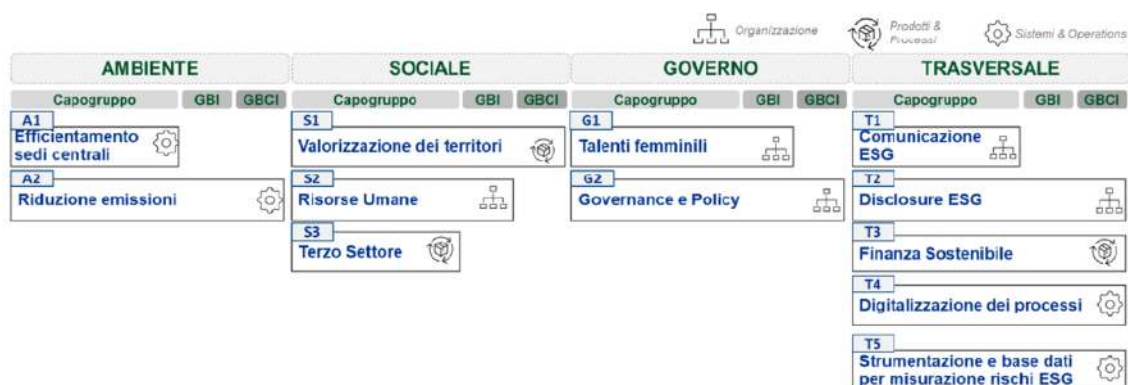 Organizzazione
Prodotti &
Processi
Sistemi & Operations
AMBIENTE
SOCIALE
GOVERNO
TRASVERSALE
Capogruppo GBI GBCI
Capogruppo GBI GBCI
Capogruppo GBI GBCI
Capogruppo GBI GBCI
A1
Efficientamento
sedi centrali
A2
Riduzione emissioni
S1
Valorizzazione dei territori
S2
Risorse Umane
S3
Terzo Settore
G1
Talenti femminili
G2
Governance e Policy
T1
Comunicazione
ESG
T2
Disclosure ESG
T3
Finanza Sostenibile
T4
Digitalizzazione dei processi
T5
Strumentazione e base dati
per misurazione rischi ESG